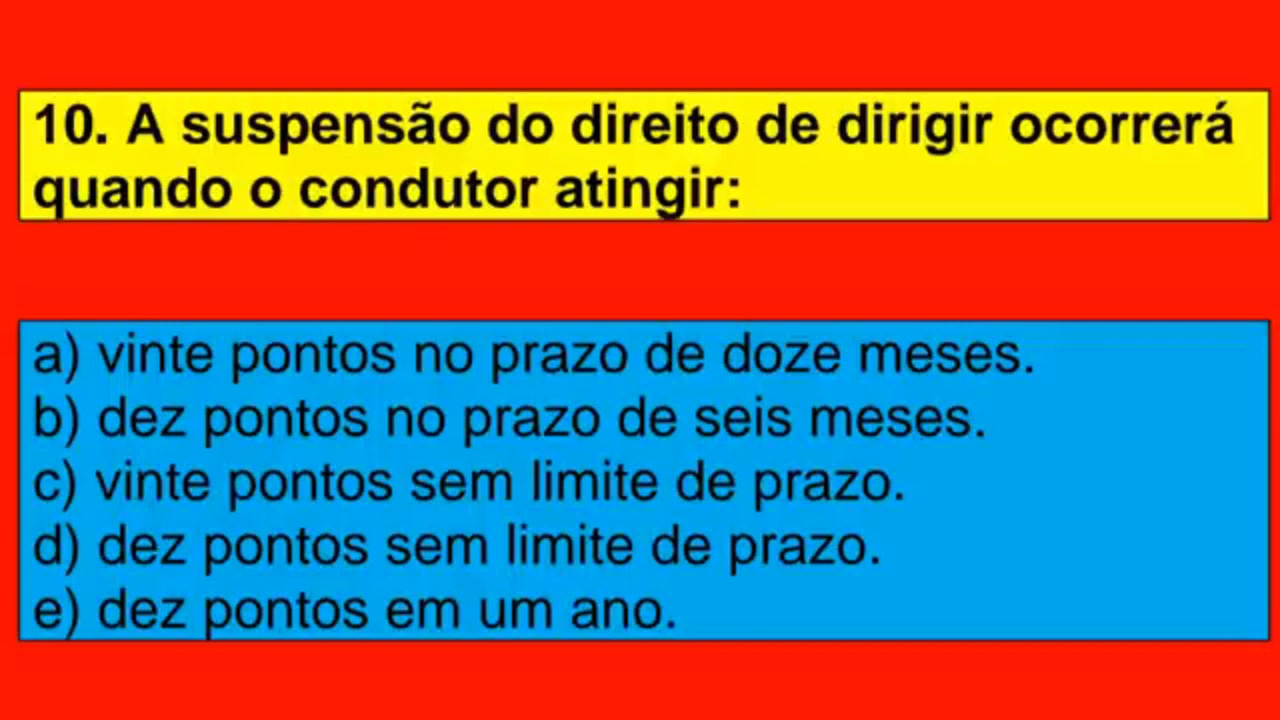 10. A suspensão do direito de dirigir ocorrerá
quando o condutor atingir:
a) vinte pontos no prazo de doze meses.
b) dez pontos no prazo de seis meses.
c) vinte pontos sem limite de prazo.
d) dez pontos sem limite de prazo.
e) dez pontos em um ano.